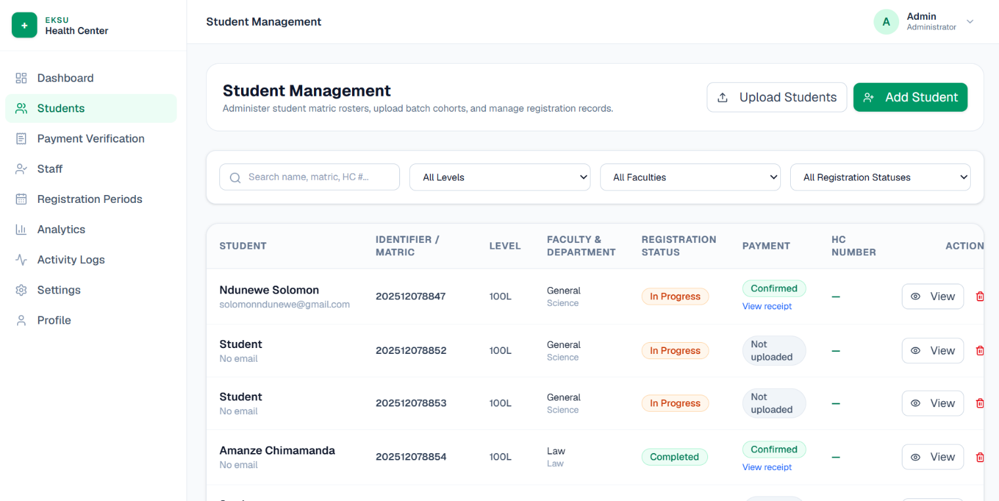 +
EKSU
Health Center
Student Management
A
Admin
Administrator
Dashboard
Students
Payment Verification
Staff
Registration Periods
Analytics
Activity Logs
Settings
Profile
Student Management
Administer student matric rosters, upload batch cohorts, and manage registration records.
Upload Students
Add Student
Search name, matric, HC #...
All Levels
All Faculties
All Registration Statuses
STUDENT
IDENTIFIER /
MATRIC
LEVEL
FACULTY &
DEPARTMENT
REGISTRATION
STATUS
PAYMENT
HC
NUMBER
ACTION
Ndunewe Solomon
solomonndunewe@gmail.com
202512078847
100L
General
Science
In Progress
Confirmed
View receipt
—
View
Student
No email
202512078852
100L
General
Science
In Progress
Not
uploaded
—
View
Student
No email
202512078853
100L
General
Science
In Progress
Not
uploaded
—
View
Amanze Chimamanda
No email
202512078854
100L
Law
Law
Completed
Confirmed
View receipt
—
View